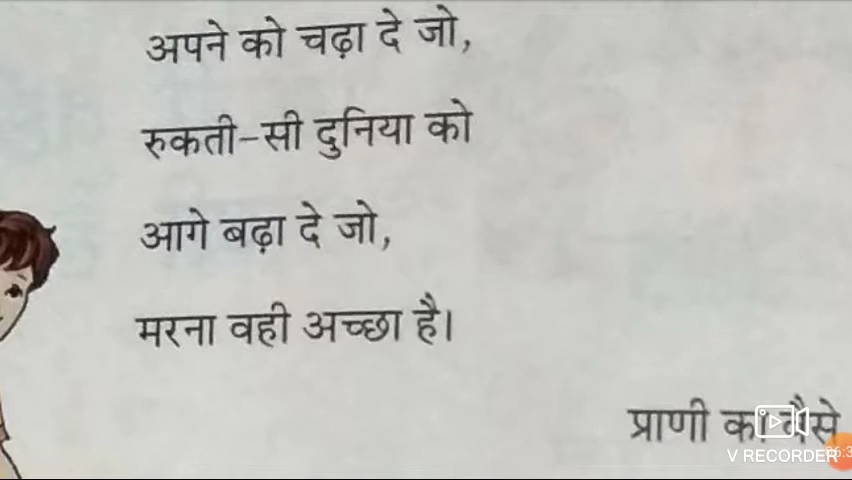 अपने को चढ़ा दे जो,
रुकती-सी दुनिया को
आगे बढ़ा दे जो,
मरना वही अच्छा है।
प्राणी का वैसे
V RECORDER